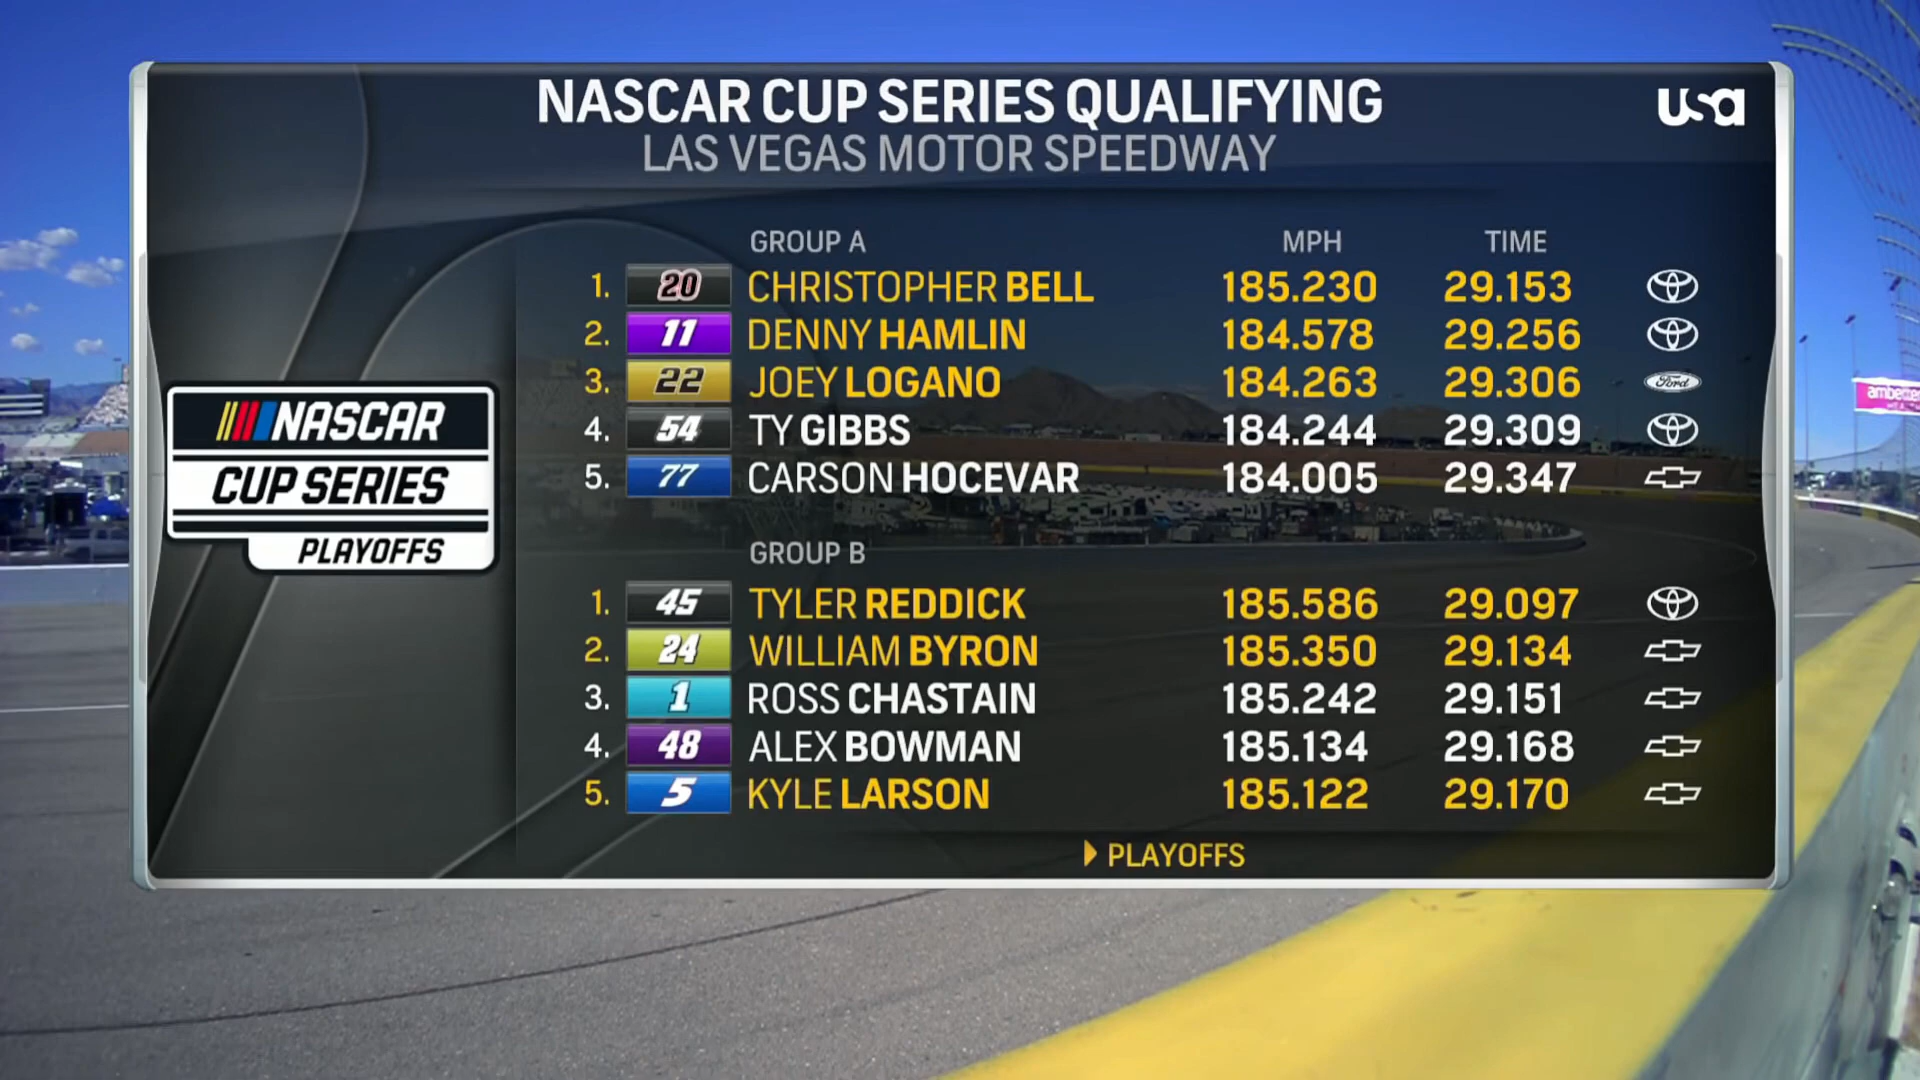 NASCAR CUP SERIES QUALIFYING
usa
LAS VEGAS MOTOR SPEEDWAY
GROUP A MPH TIME
1. 20 CHRISTOPHER BELL 185.230 29.153
2. 11 DENNY HAMLIN 184.578 29.256
3. 22 JOEY LOGANO 184.263 29.306 Ford
4. 54 TY GIBBS 184.244 29.309
5. 77 CARSON HOCEVAR 184.005 29.347
NASCAR
CUP SERIES
PLAYOFFS
GROUP B
1. 45 TYLER REDDICK 185.586 29.097
2. 24 WILLIAM BYRON 185.350 29.134
3. 1 ROSS CHASTAIN 185.242 29.151
4. 48 ALEX BOWMAN 185.134 29.168
5. 5 KYLE LARSON 185.122 29.170
PLAYOFFS